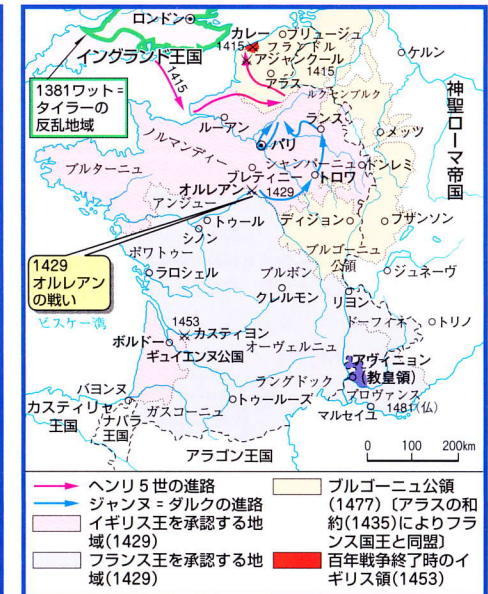 ロンドン
カレー
1415
ブリュージュ
フランドル
アジャンクール
1415
ケルン
イングランド王国
1415
アラス
ルクセンブルク
1381ワット=
タイラーの
反乱地域
神聖ローマ帝国
ルーアン
ランス
メッツ
ノルマンディー
パリ
シャンパーニュ
ドンレミ
ブルターニュ
ブレティニー
トロワ
オルレアン
1429
アンジュー
トゥール
ディジョン
ブザンソン
シノン
ブルゴーニュ
公領
ポワトゥー
1429
オルレアン
の戦い
ラロシェル
ブルボン
ジュネーヴ
クレルモン
リヨン
ビスケー湾
ドーフィネ
トリノ
1453
カスティヨン
ボルドー
オーヴェルニュ
ギュイエンヌ公国
アヴィニョン
(教皇領)
バイヨンヌ
ラングドック
プロヴァンス
1481(仏)
カスティリャ
王国
ナバラ
王国
ガスコーニュ
トゥールーズ
マルセイユ
アラゴン王国
0 100 200km
ヘンリ5世の進路
ジャンヌ=ダルクの進路
イギリス王を承認する地
域(1429)
フランス王を承認する地
域(1429)
ブルゴーニュ公領
(1477)〔アラスの和
約(1435)によりフラ
ンス国王と同盟〕
百年戦争終了時のイ
ギリス領(1453)